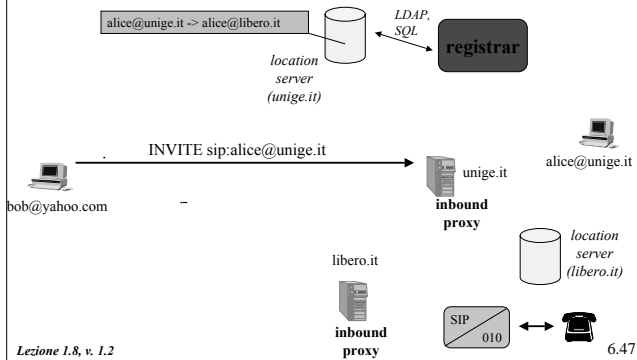 alice@unige.it -> alice@libero.it
LDAP,
SQL
registrar
location
server
(unige.it)
INVITE sip:alice@unige.it
alice@unige.it
unige.it
bob@yahoo.com
inbound
proxy
location
server
(libero.it)
libero.it
SIP
010
inbound
proxy
Lezione 1.8, v. 1.2
6.47